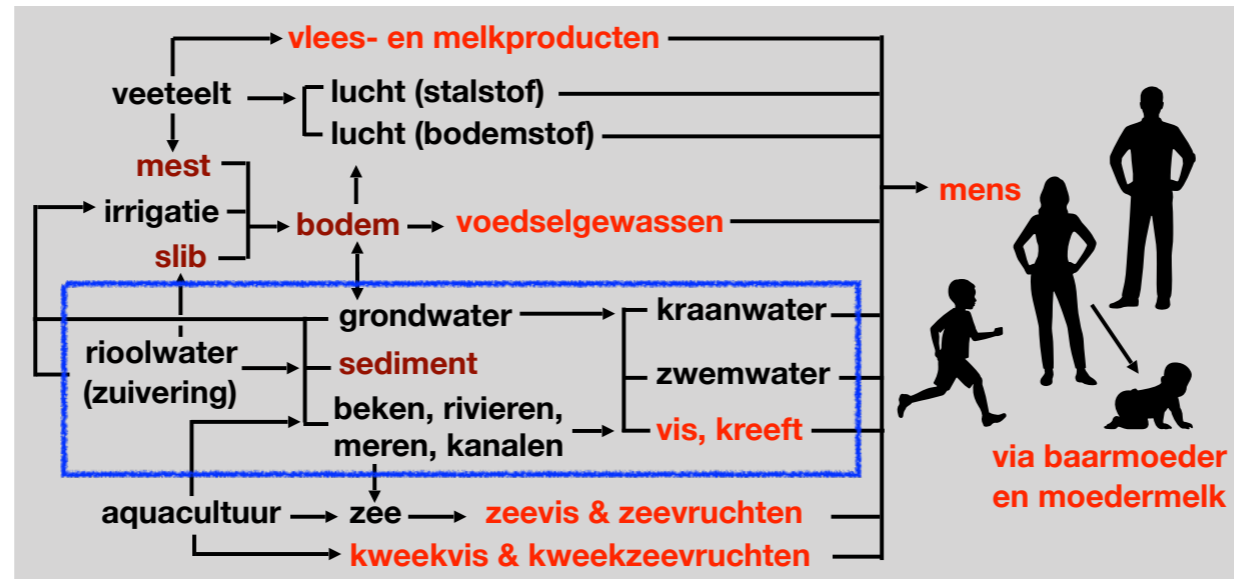 vlees- en melkproducten
veeteelt
lucht (stalstof)
lucht (bodemstof)
mest
irrigatie
slib
bodem
voedselgewassen
mens
grondwater
kraanwater
rioolwater
(zuivering)
sediment
zwemwater
beken, rivieren,
meren, kanalen
vis, kreeft
via baarmoeder
en moedermelk
aquacultuur
zee
zeevis & zeevruchten
kweekvis & kweekzeevruchten